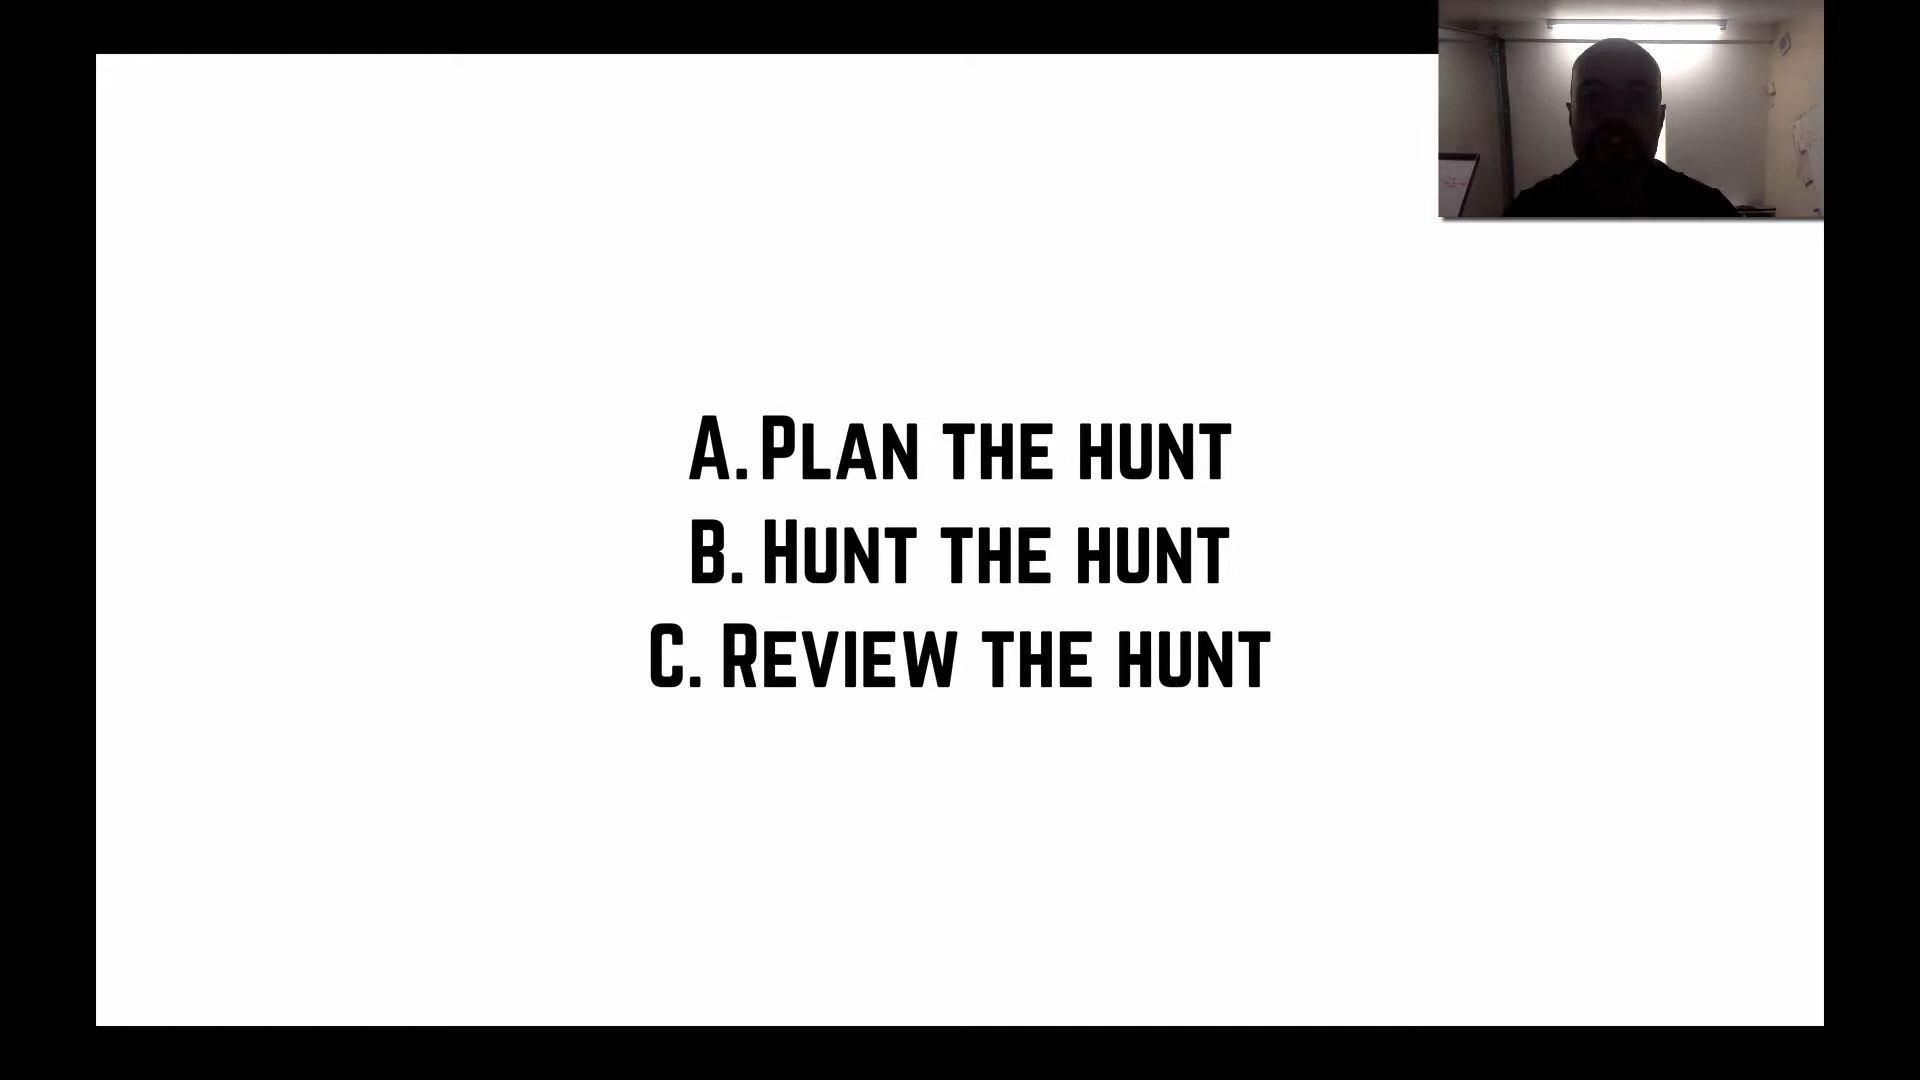 A. Plan the hunt
B. Hunt the hunt
C. Review the hunt